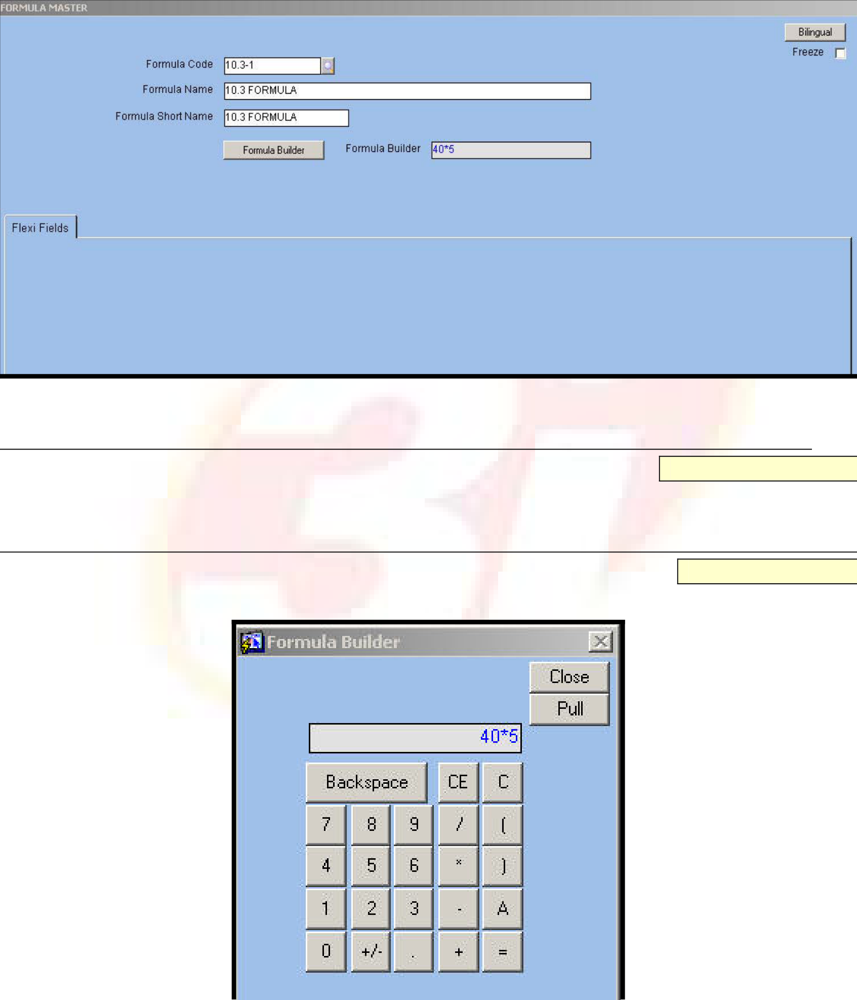 FORMULA MASTER
Bilingual
Freeze
Formula Code 10.3-1
Formula Name 10.3 FORMULA
Formula Short Name 10.3 FORMULA
Formula Builder Formula Builder 40*5
Flexi Fields
Formula Builder
Close
Pull
40*5
Backspace CE C
7 8 9 / (
4 5 6 * )
1 2 3 - A
0 +/- . + =